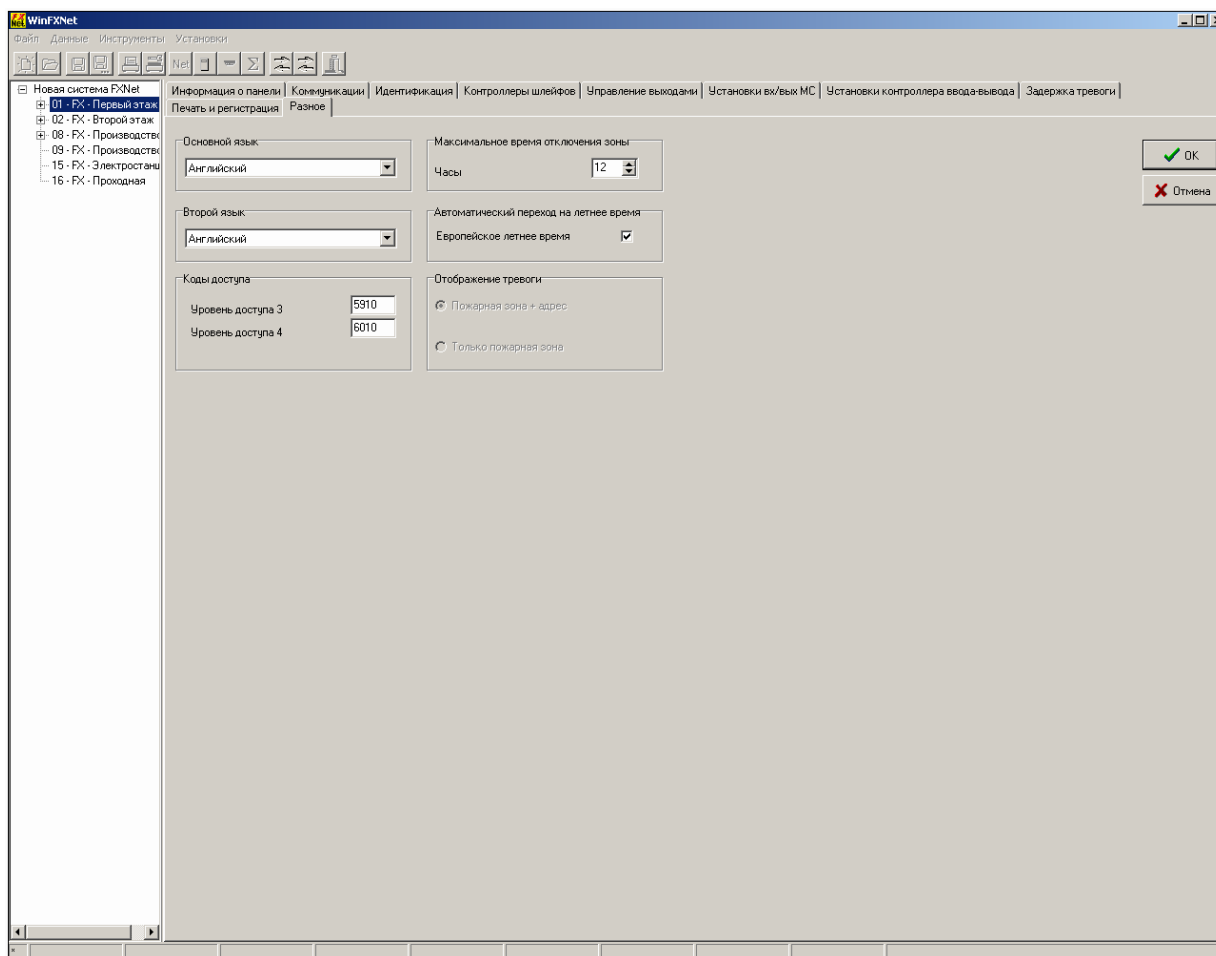 WinFXNet
Файл Данные Инструменты Установки
Net Σ
Новая система FXNet
01 - FX - Первый этаж
02 - FX - Второй этаж
08 - FX - Производство
09 - FX - Производство
15 - FX - Электростанц
16 - FX - Проходная
Информация о панели Коммуникации Идентификация Контроллеры шлейфов Управление выходами Установки вх/вых МС Установки контроллера ввода-вывода Задержка тревоги
Печать и регистрация Разное
Основной язык
Английский
Второй язык
Английский
Коды доступа
Уровень доступа 3 5910
Уровень доступа 4 6010
Максимальное время отключения зоны
Часы 12
Автоматический переход на летнее время
Европейское летнее время
Отображение тревоги
Пожарная зона + адрес
Только пожарная зона
OK
Отмена